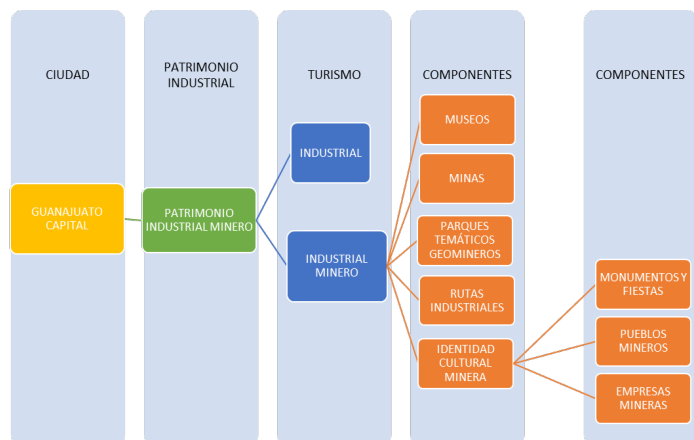 CIUDAD
PATRIMONIO
INDUSTRIAL
TURISMO
COMPONENTES
COMPONENTES
GUANAJUATO
CAPITAL
PATRIMONIO
INDUSTRIAL MINERO
INDUSTRIAL
INDUSTRIAL
MINERO
MUSEOS
MINAS
PARQUES
TEMÁTICOS
GEOMINEROS
RUTAS
INDUSTRIALES
IDENTIDAD
CULTURAL
MINERA
MONUMENTOS Y
FIESTAS
PUEBLOS
MINEROS
EMPRESAS
MINERAS